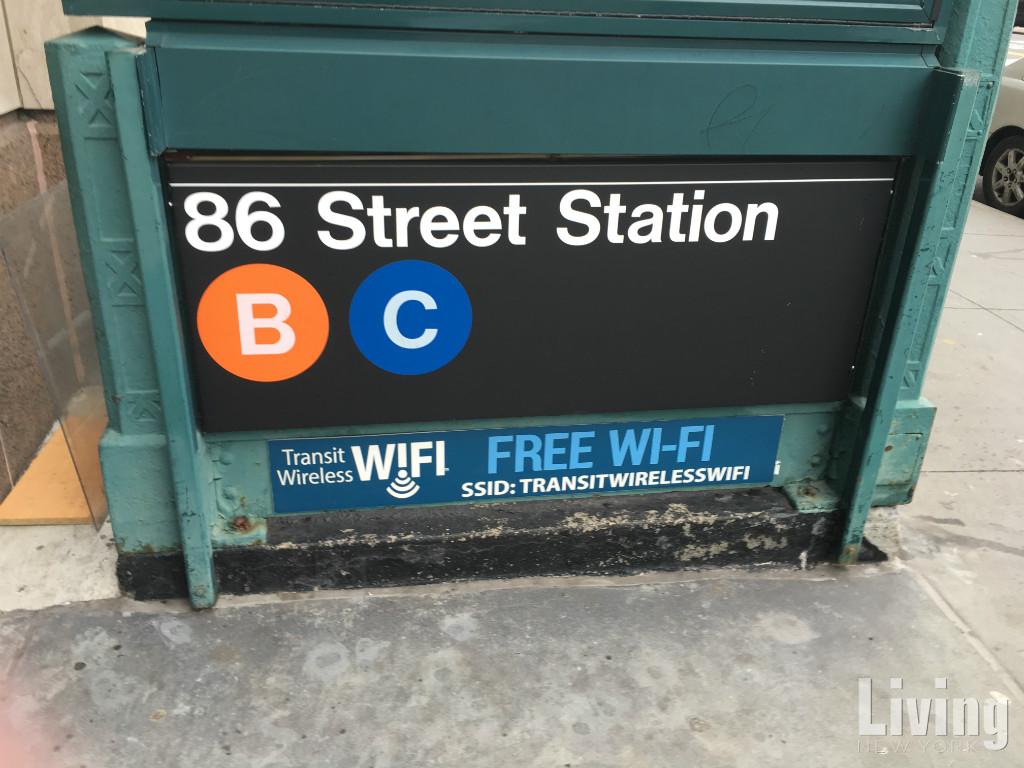 86 Street Station
B C
Transit Wireless WIFI
FREE WI-FI
SSID: TRANSITWIRELESSWIFI
Living
NEW YORK